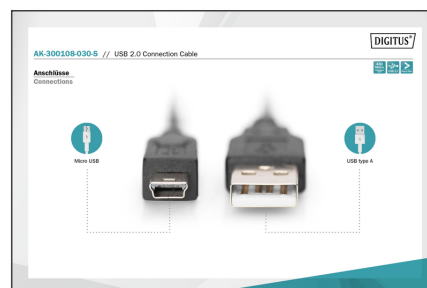 DIGITUS®
AK-300108-030-S // USB 2.0 Connection Cable
Anschlüsse
Connections
Micro USB
USB type A